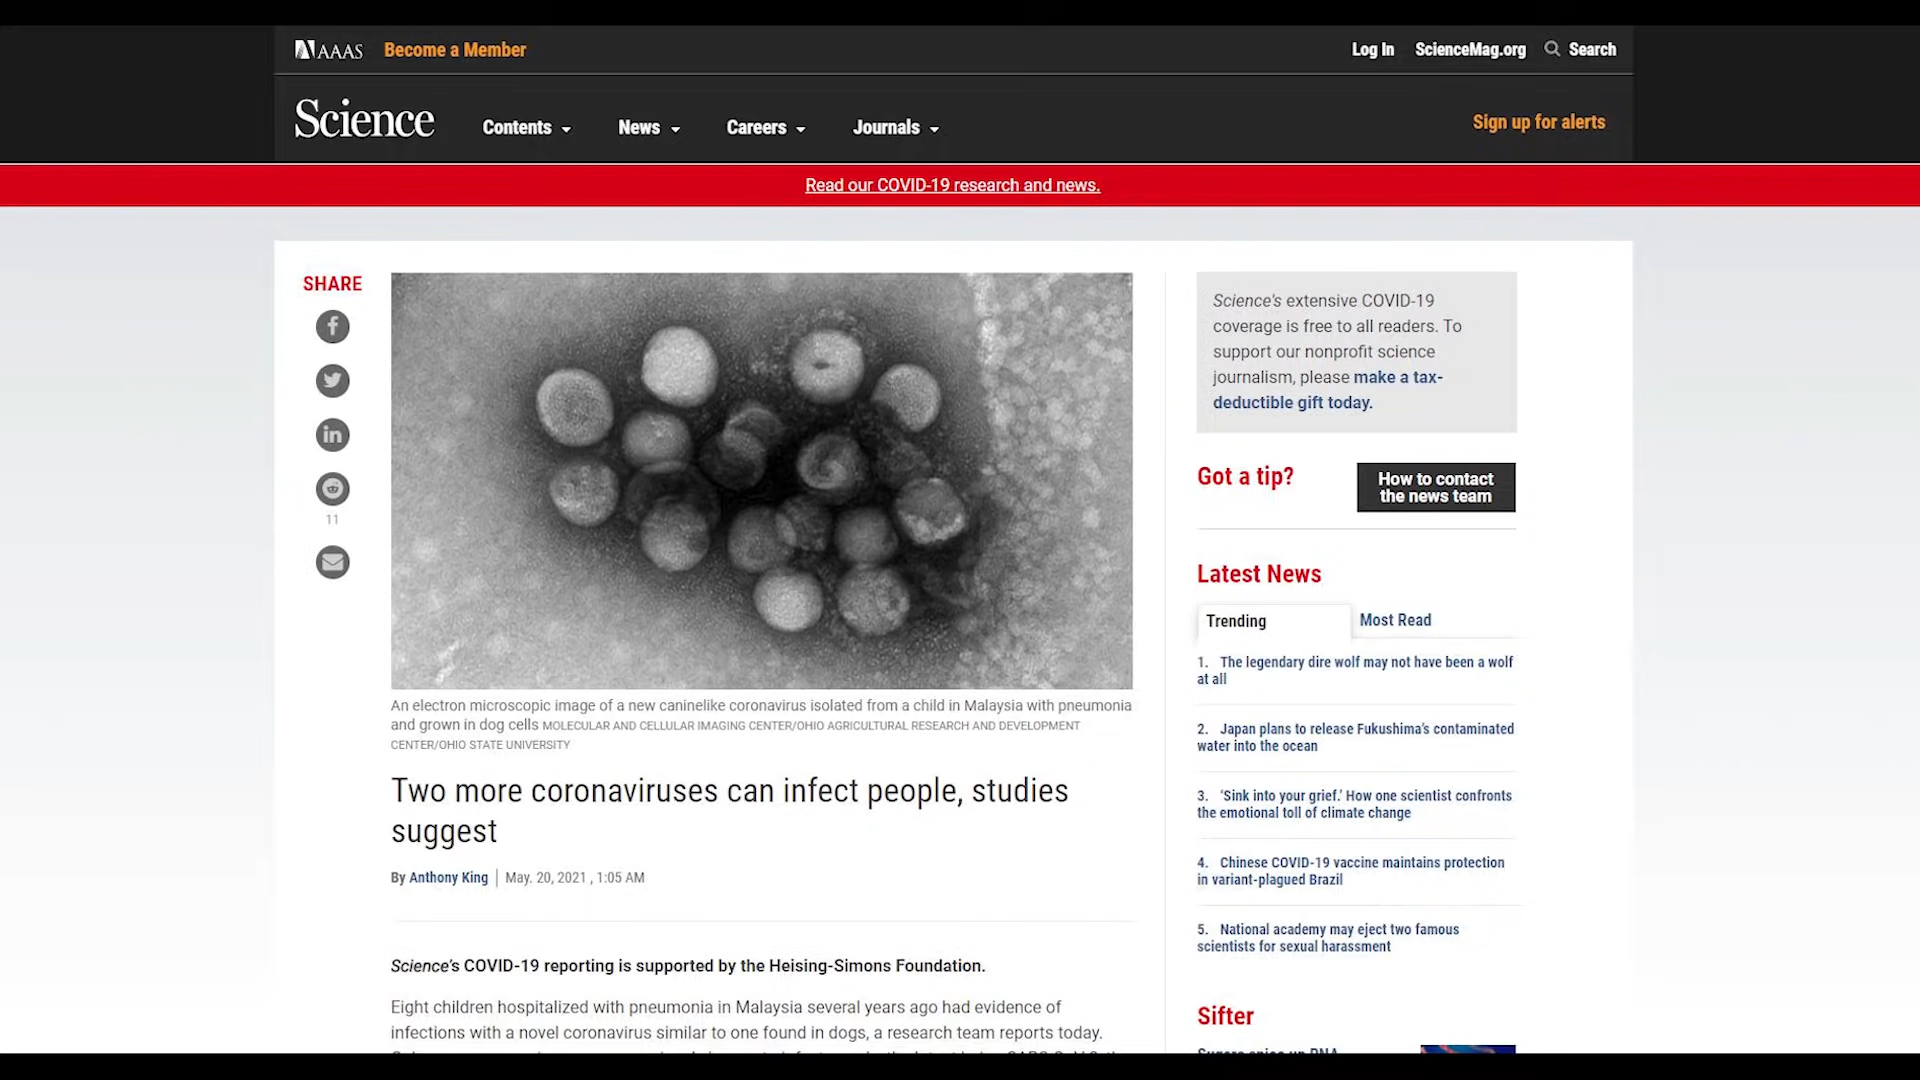 AAAS Become a Member Log In ScienceMag.org Search
Science Contents News Careers Journals Sign up for alerts
Read our COVID-19 research and news.
SHARE
11
An electron microscopic image of a new caninelike coronavirus isolated from a child in Malaysia with pneumonia
and grown in dog cells MOLECULAR AND CELLULAR IMAGING CENTER/OHIO AGRICULTURAL RESEARCH AND DEVELOPMENT
CENTER/OHIO STATE UNIVERSITY
Two more coronaviruses can infect people, studies
suggest
By Anthony King | May. 20, 2021 , 1:05 AM
Science's COVID-19 reporting is supported by the Heising-Simons Foundation.
Eight children hospitalized with pneumonia in Malaysia several years ago had evidence of
infections with a novel coronavirus similar to one found in dogs, a research team reports today.
Science's extensive COVID-19
coverage is free to all readers. To
support our nonprofit science
journalism, please make a tax-
deductible gift today.
Got a tip?
How to contact
the news team
Latest News
Trending Most Read
1. The legendary dire wolf may not have been a wolf
at all
2. Japan plans to release Fukushima's contaminated
water into the ocean
3. 'Sink into your grief.' How one scientist confronts
the emotional toll of climate change
4. Chinese COVID-19 vaccine maintains protection
in variant-plagued Brazil
5. National academy may eject two famous
scientists for sexual harassment
Sifter